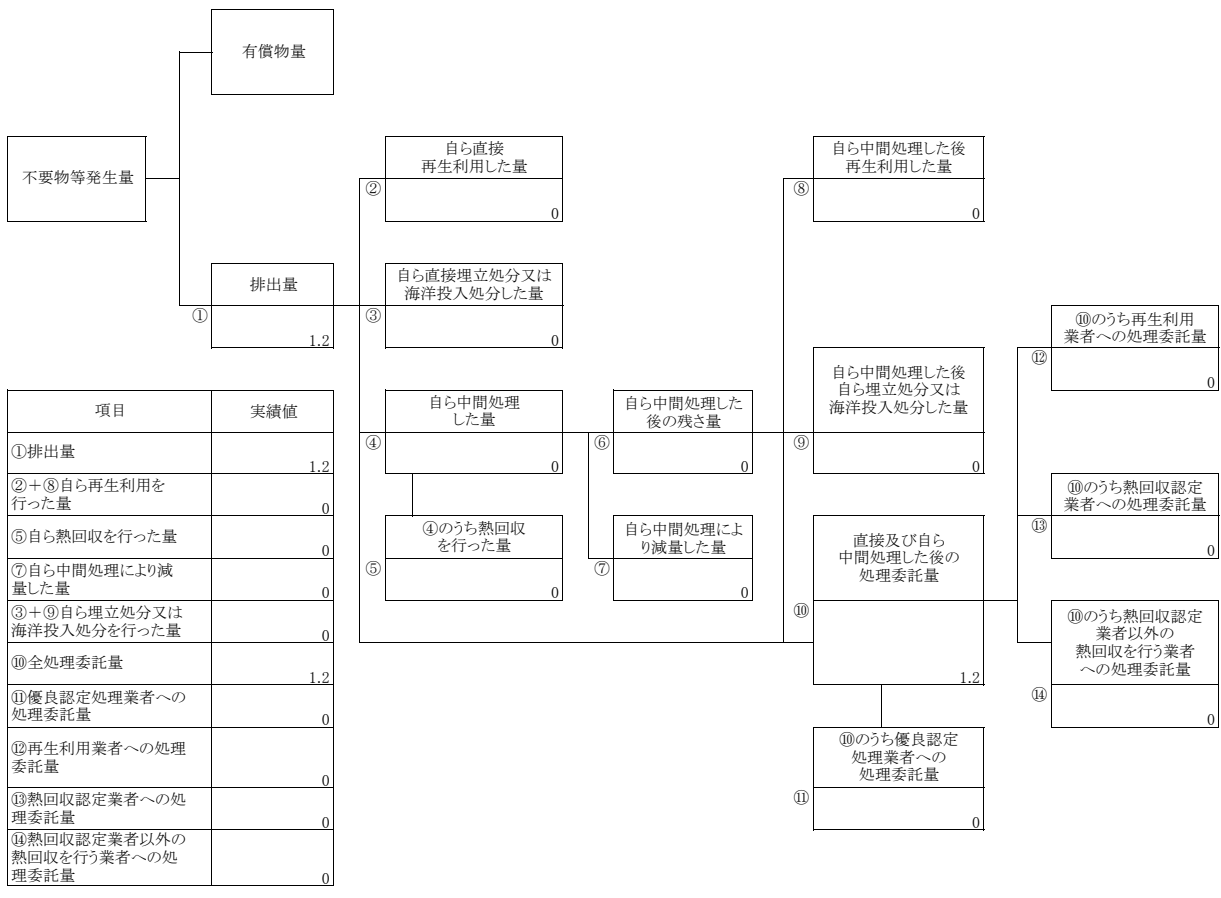 有償物量
不要物等発生量
排出量
①
1.2
自ら直接
再生利用した量
②
0
自ら直接埋立処分又は
海洋投入処分した量
③
0
自ら中間処理
した量
④
0
④のうち熱回収
を行った量
⑤
0
自ら中間処理した
後の残さ量
⑥
0
自ら中間処理によ
り減量した量
⑦
0
自ら中間処理した後
再生利用した量
⑧
0
自ら中間処理した後
自ら埋立処分又は
海洋投入処分した量
⑨
0
直接及び自ら
中間処理した後の
処理委託量
⑩
1.2
⑩のうち優良認定
処理業者への
処理委託量
⑪
0
⑩のうち再生利用
業者への処理委託量
⑫
0
⑩のうち熱回収認定
業者への処理委託量
⑬
0
⑩のうち熱回収認定
業者以外の
熱回収を行う業者
への処理委託量
⑭
0
項目 実績値
①排出量
1.2
②＋⑧自ら再生利用を
行った量
0
⑤自ら熱回収を行った量
0
⑦自ら中間処理により減
量した量
0
③＋⑨自ら埋立処分又は
海洋投入処分を行った量
0
⑩全処理委託量
1.2
⑪優良認定処理業者への
処理委託量
0
⑫再生利用業者への処理
委託量
0
⑬熱回収認定業者への処
理委託量
0
⑭熱回収認定業者以外の
熱回収を行う業者への処
理委託量
0